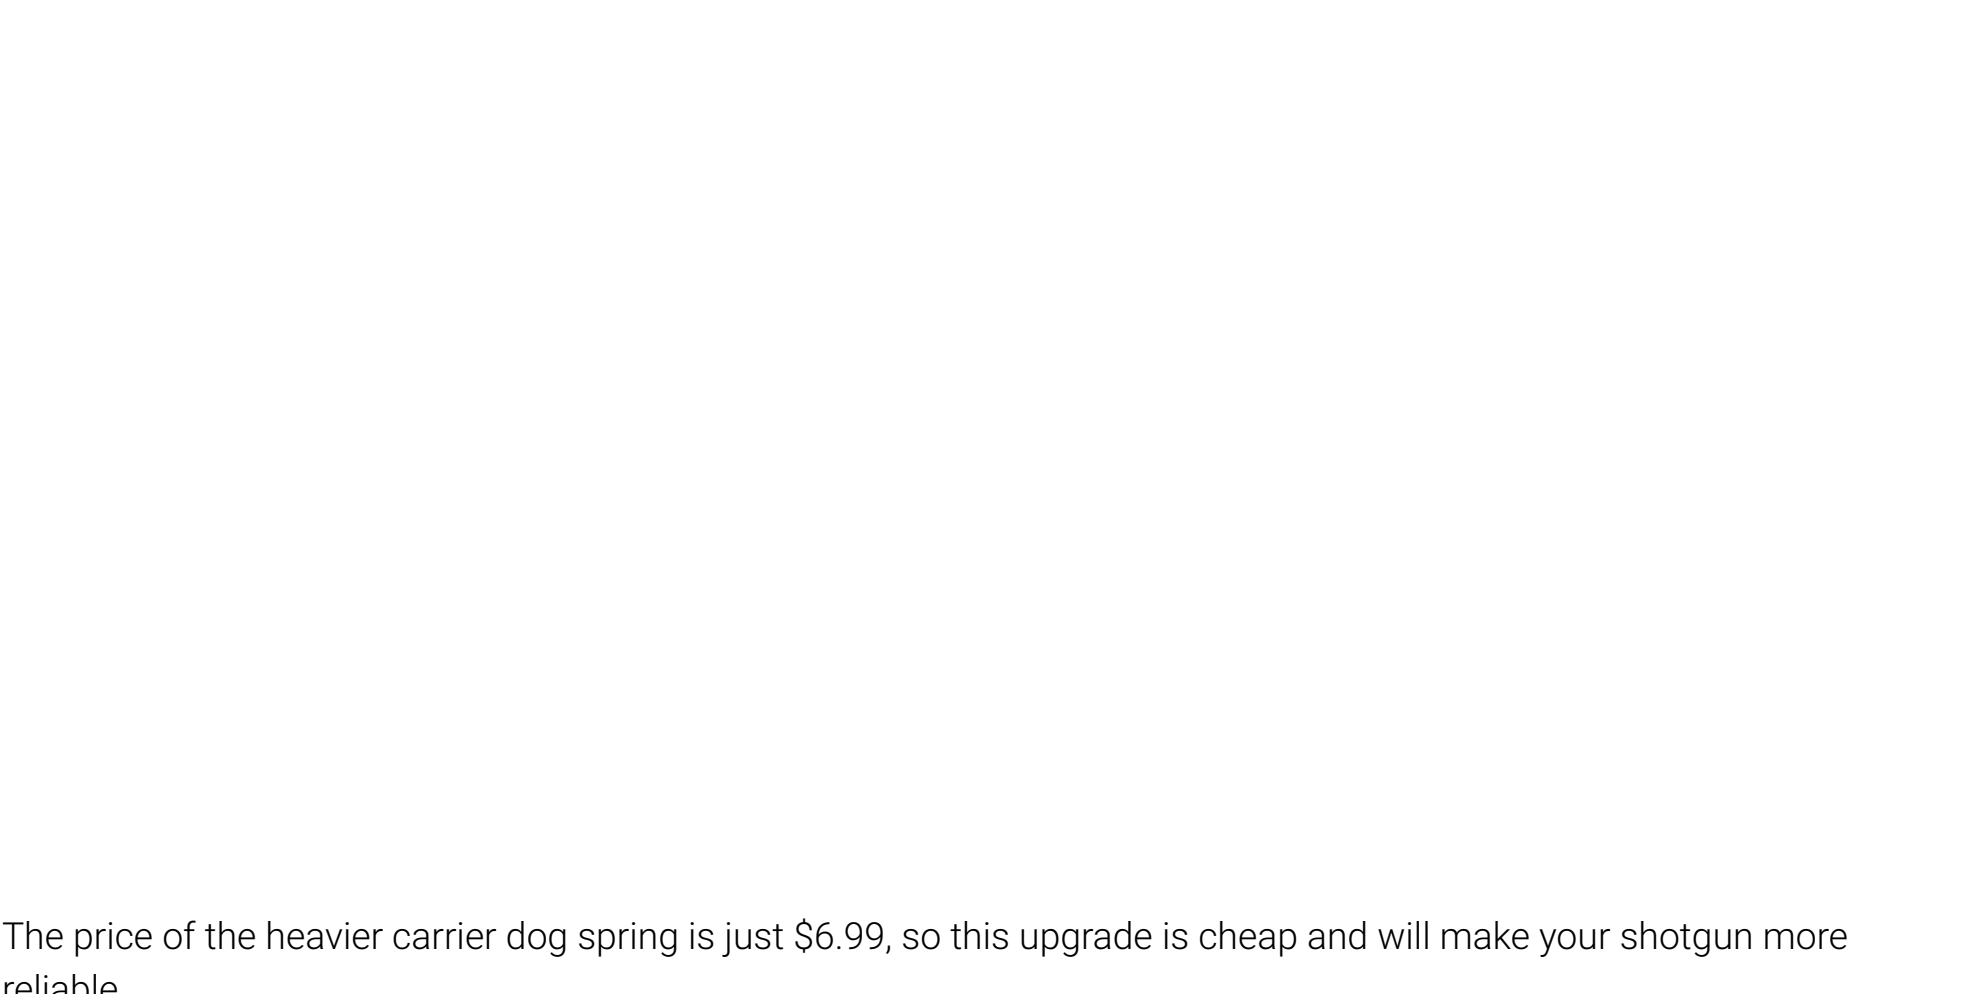 The price of the heavier carrier dog spring is just $6.99, so this upgrade is cheap and will make your shotgun more
reliable